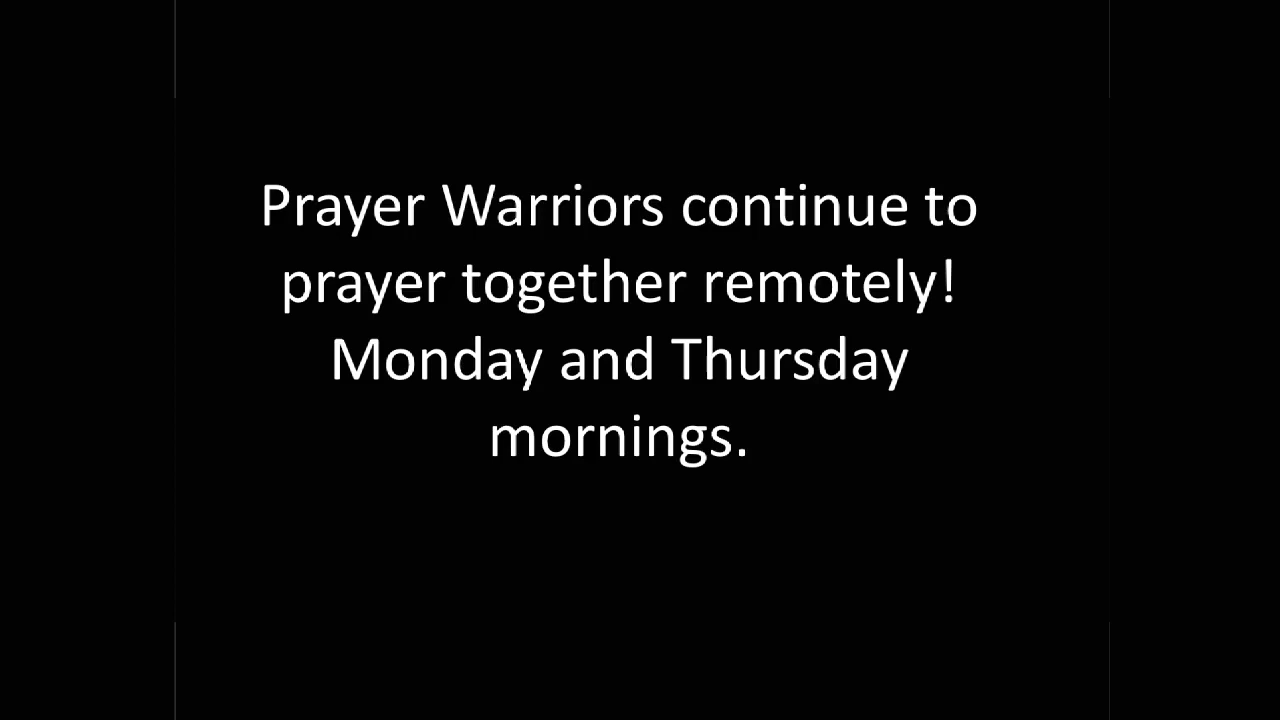 Prayer Warriors continue to
prayer together remotely!
Monday and Thursday
mornings.